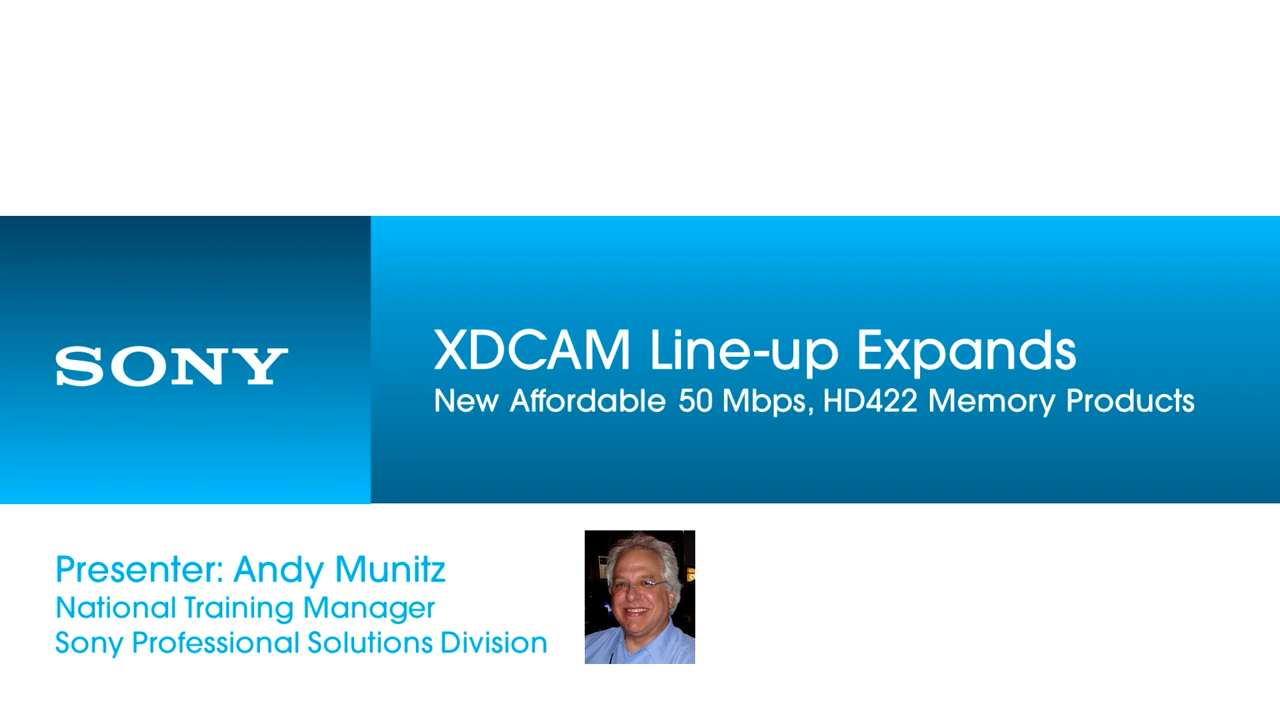 SONY
XDCAM Line-up Expands
New Affordable 50 Mbps, HD422 Memory Products
Presenter: Andy Munitz
National Training Manager
Sony Professional Solutions Division